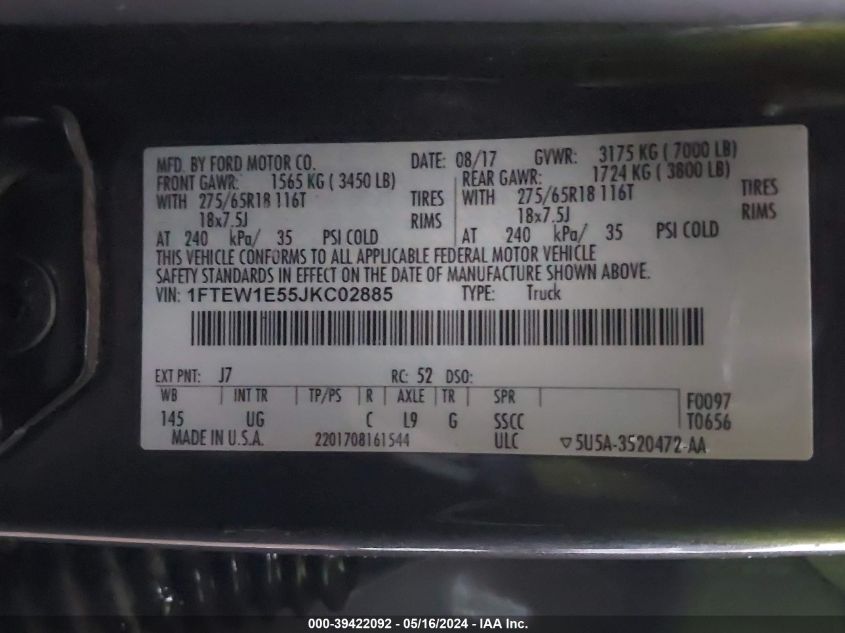 MFD. BY FORD MOTOR CO. DATE: 08/17 GVWR: 3175 KG ( 7000 LB)
FRONT GAWR: 1565 KG ( 3450 LB) REAR GAWR: 1724 KG ( 3800 LB)
WITH 275/65R18 116T TIRES WITH 275/65R18 116T TIRES
18x7.5J RIMS 18x7.5J RIMS
AT 240 kPa/ 35 PSI COLD AT 240 kPa/ 35 PSI COLD
THIS VEHICLE CONFORMS TO ALL APPLICABLE FEDERAL MOTOR VEHICLE
SAFETY STANDARDS IN EFFECT ON THE DATE OF MANUFACTURE SHOWN ABOVE.
VIN: 1FTEW1E55JKC02885 TYPE: Truck
EXT PNT: J7 RC: 52 DSO:
WB INT TR TP/PS R AXLE TR SPR F0097
145 UG C L9 G SSCC T0656
MADE IN U.S.A. 2201708161544 ULC ▽5U5A-3520472-AA
000-39422092 - 05/16/2024 - IAA Inc.